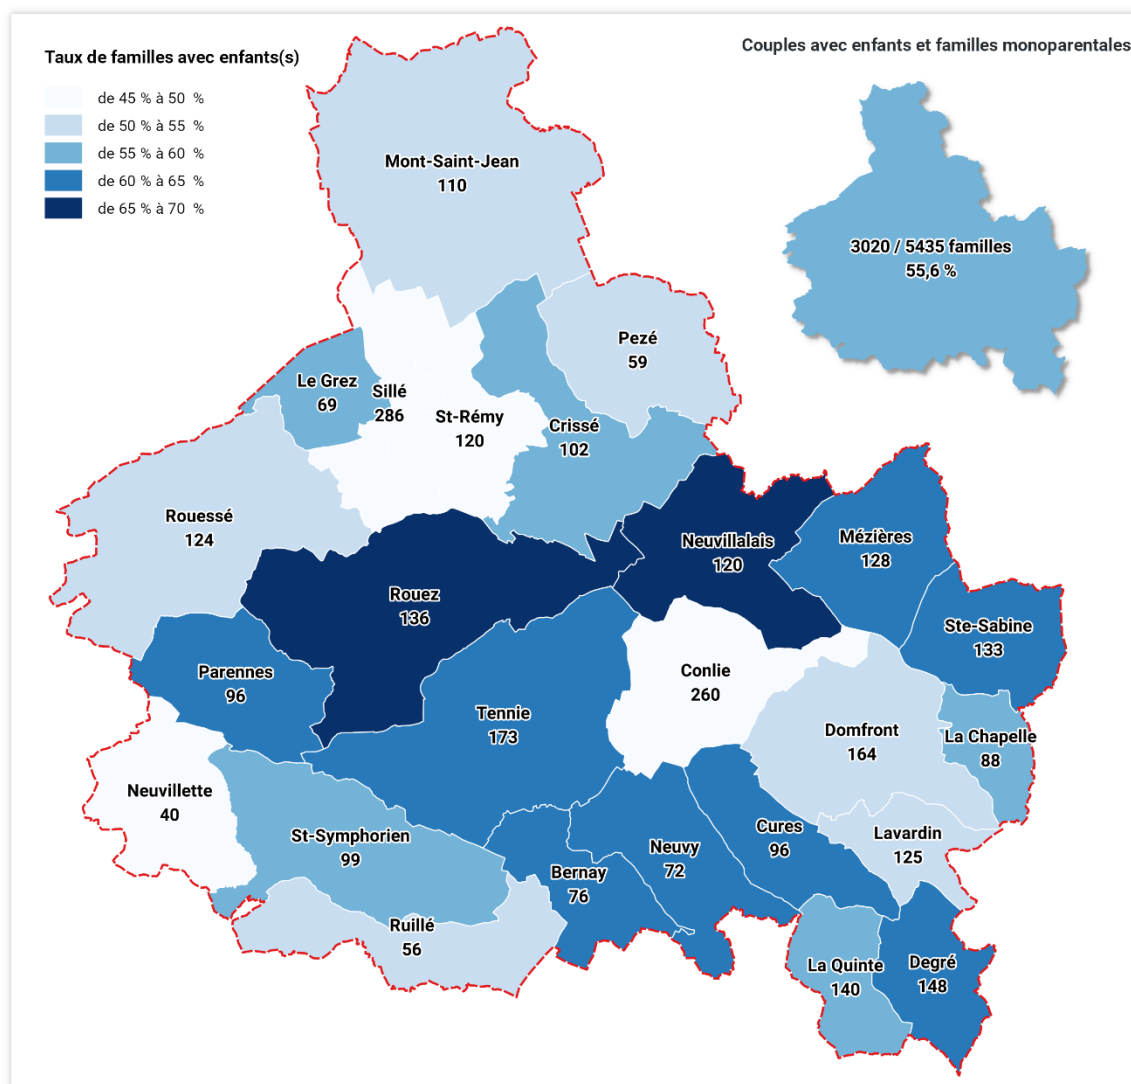 Taux de familles avec enfants(s)
de 45 % à 50 %
de 50 % à 55 %
de 55 % à 60 %
de 60 % à 65 %
de 65 % à 70 %
Couples avec enfants et familles monoparentales
3020 / 5435 familles
55,6 %
Mont-Saint-Jean
110
Pezé
59
Le Grez
69
Sillé
286
St-Rémy
120
Crissé
102
Rouessé
124
Neuvillalais
120
Mézières
128
Rouez
136
Ste-Sabine
133
Parennes
96
Conlie
260
Tennie
173
Domfront
164
La Chapelle
88
Neuvillette
40
St-Symphorien
99
Cures
96
Lavardin
125
Neuvy
72
Bernay
76
Ruillé
56
La Quinte
140
Degré
148